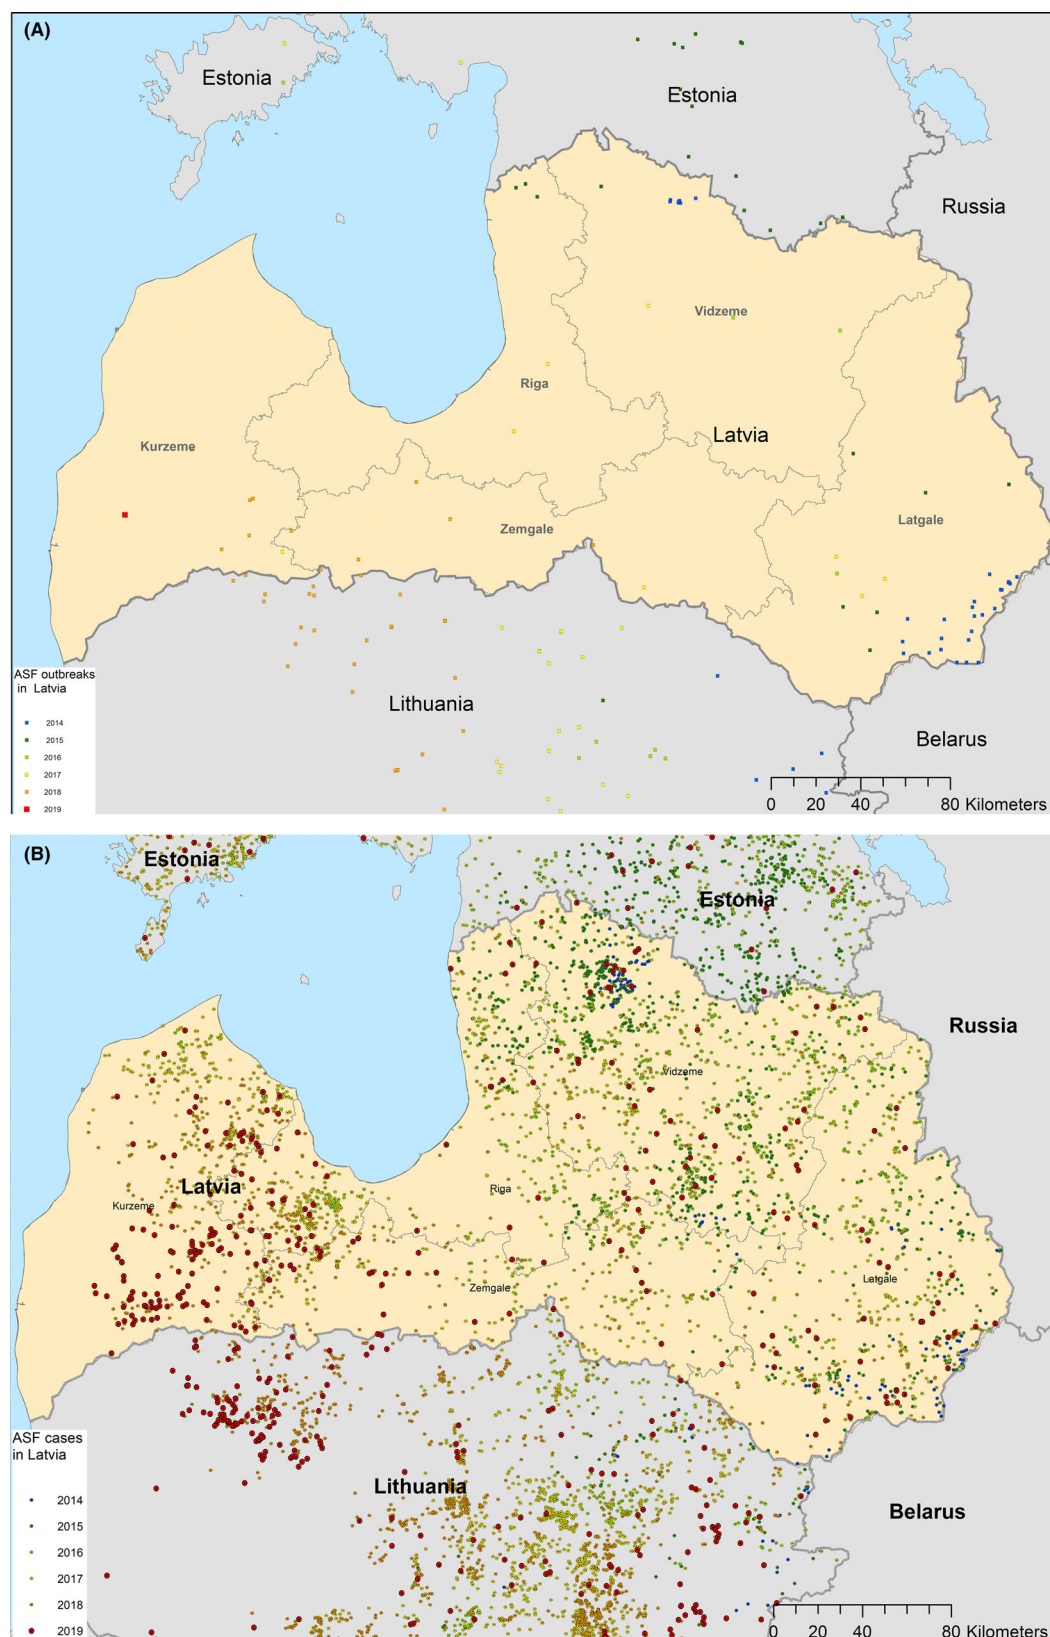 (A)
Estonia
Estonia
Russia
Vidzeme
Riga
Latvia
Kurzeme
Latgale
Zemgale
Lithuania
Belarus
ASF outbreaks
in Latvia
2014
2015
2016
2017
2018
2019
0 20 40 80 Kilometers
(B)
Estonia
Estonia
Russia
Vidzeme
Latvia
Riga
Kurzeme
Latgale
Zemgale
Lithuania
Belarus
ASF cases
in Latvia
2014
2015
2016
2017
2018
2019
0 20 40 80 Kilometers